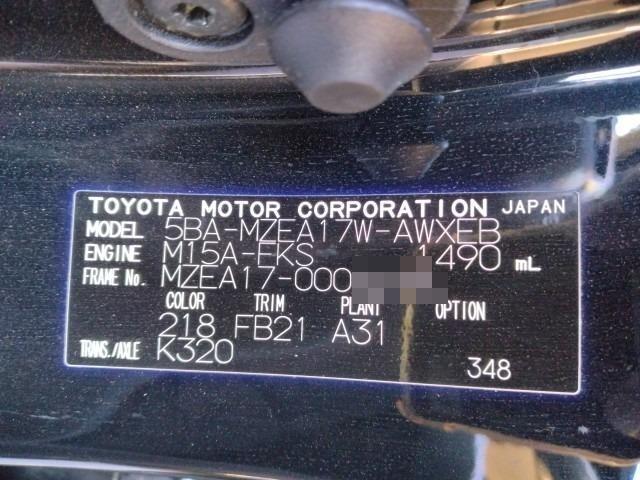 TOYOTA MOTOR CORPORATION JAPAN
MODEL 5BA-MZEA17W-AWXEB
ENGINE M15A-FKS 1490 mL
FRAME No. MZEA17-000
COLOR TRIM PLANT OPTION
218 FB21 A31
TRANS./AXLE K320
348